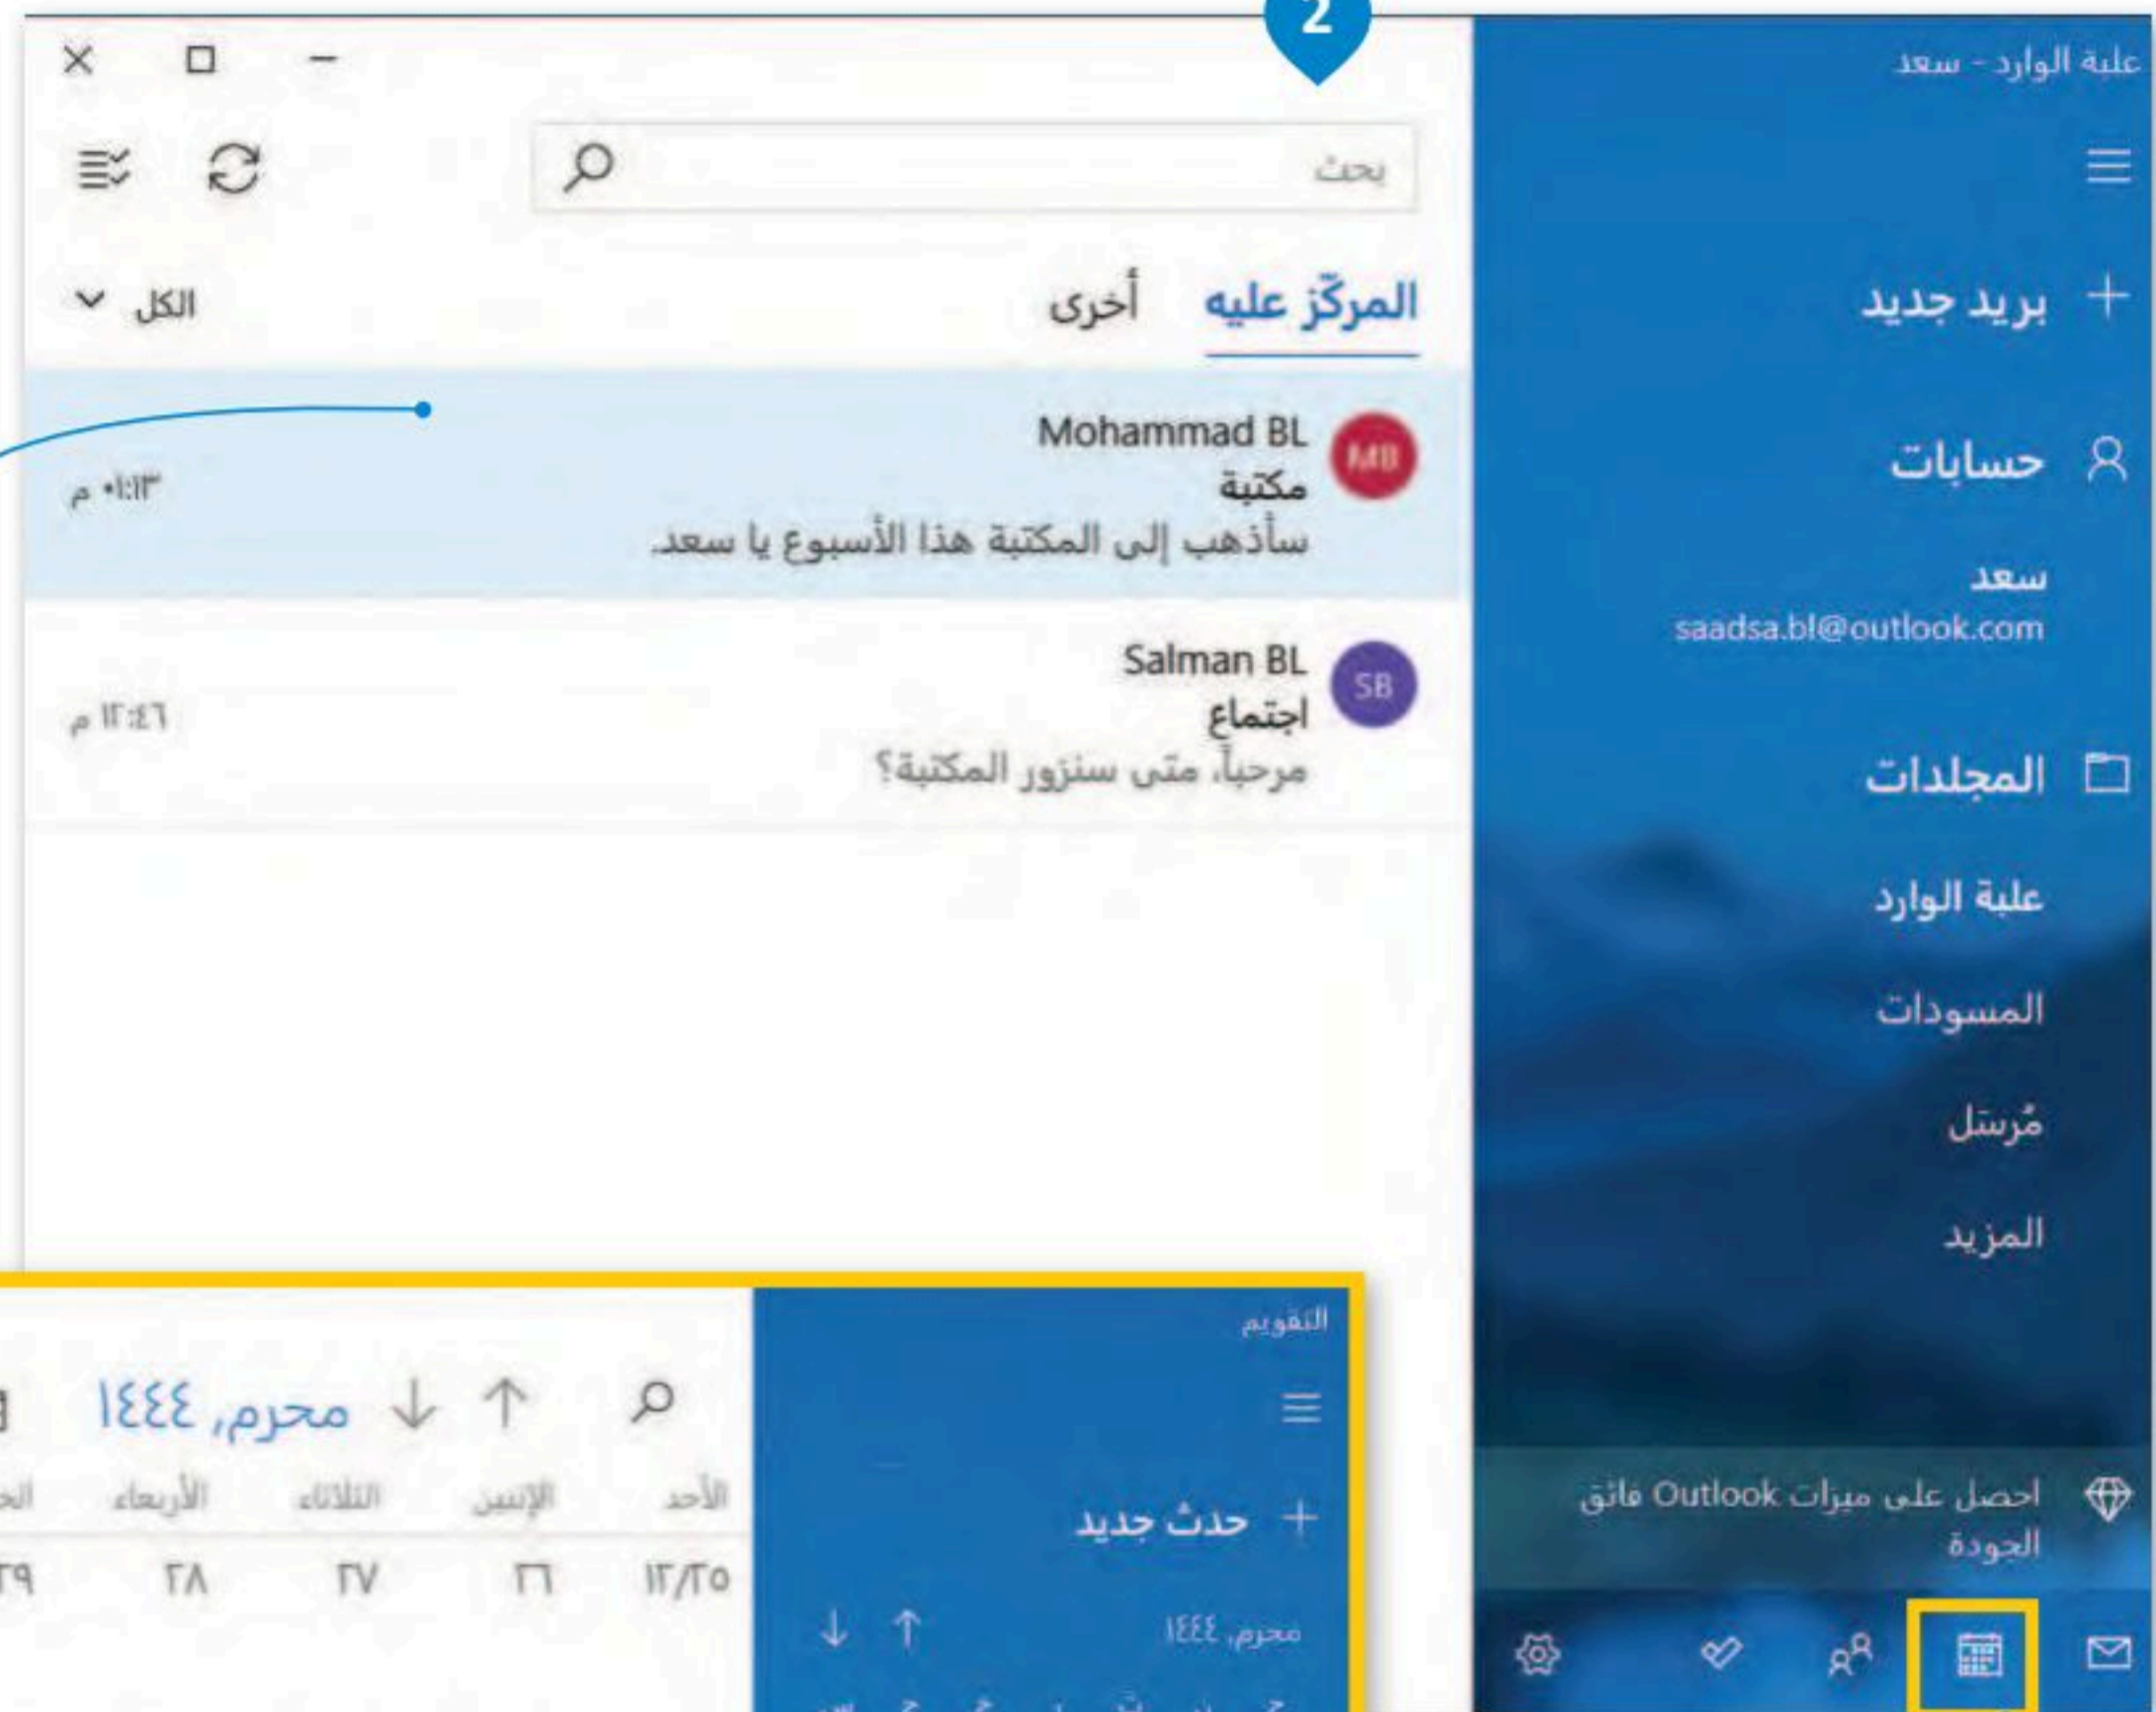 2
علبة الوارد - سعد
بريد جديد
حسابات
سعد
saadsa.bl@outlook.com
المجلدات
علبة الوارد
المسودات
مُرسَل
المزيد
احصل على ميزات Outlook فائق
الجودة
بحث
المركّز عليه أخرى الكل
Mohammad BL
MB
مكتبة
٠١:١٣ م
سأذهب إلى المكتبة هذا الأسبوع يا سعد.
Salman BL
SB
اجتماع
١٢:٤٦ م
مرحباً، متى سنزور المكتبة؟
التقويم
حدث جديد
محرم, ١٤٤٤
محرم, ١٤٤٤
الأحد الإثنين الثلاثاء الأربعاء
١٢/٢٥ ٢٦ ٢٧ ٢٨ ٢٩